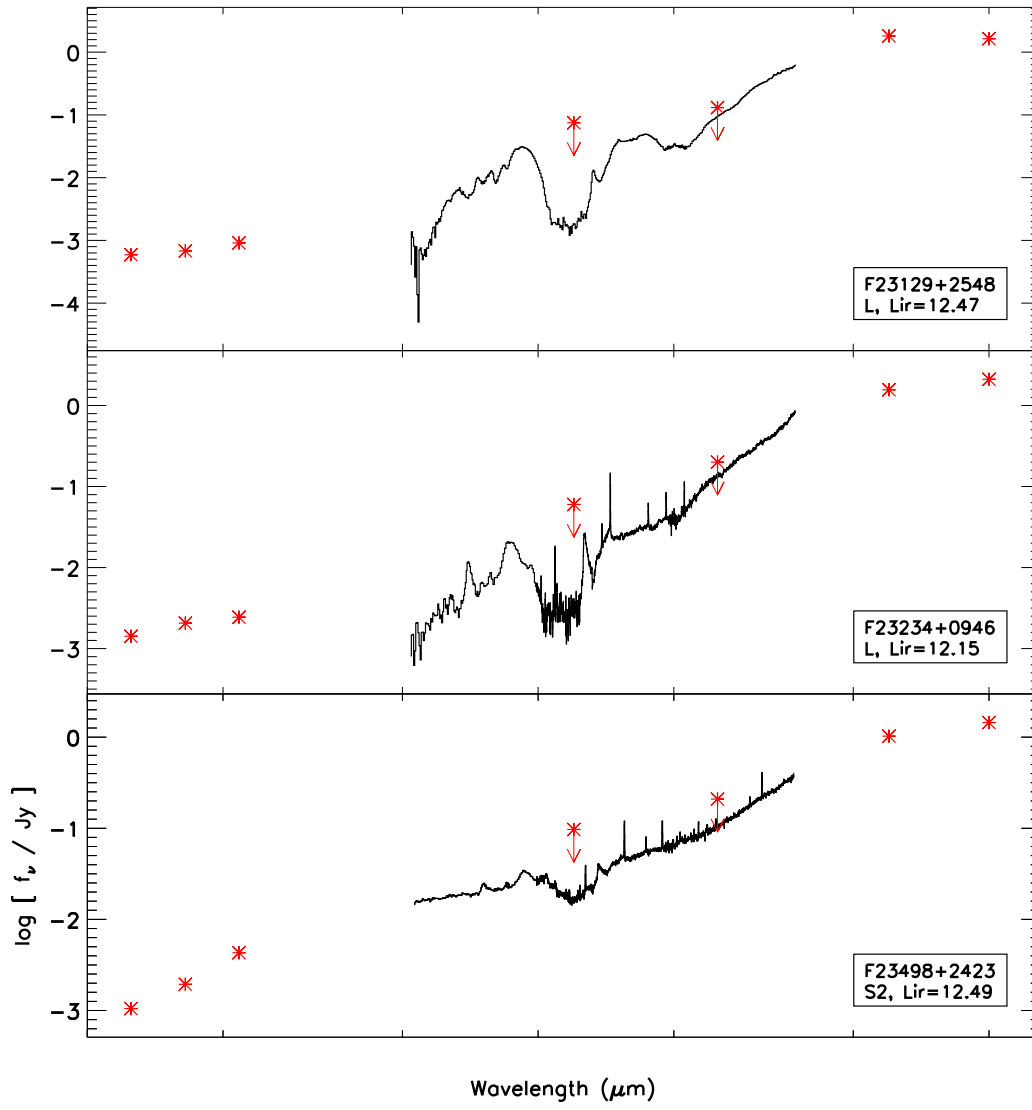 0
-1
-2
-3
-4
F23129+2548
L, Lir=12.47
0
-1
-2
-3
F23234+0946
L, Lir=12.15
0
-1
-2
-3
F23498+2423
S2, Lir=12.49
log [ fν / Jy ]
Wavelength (μm)